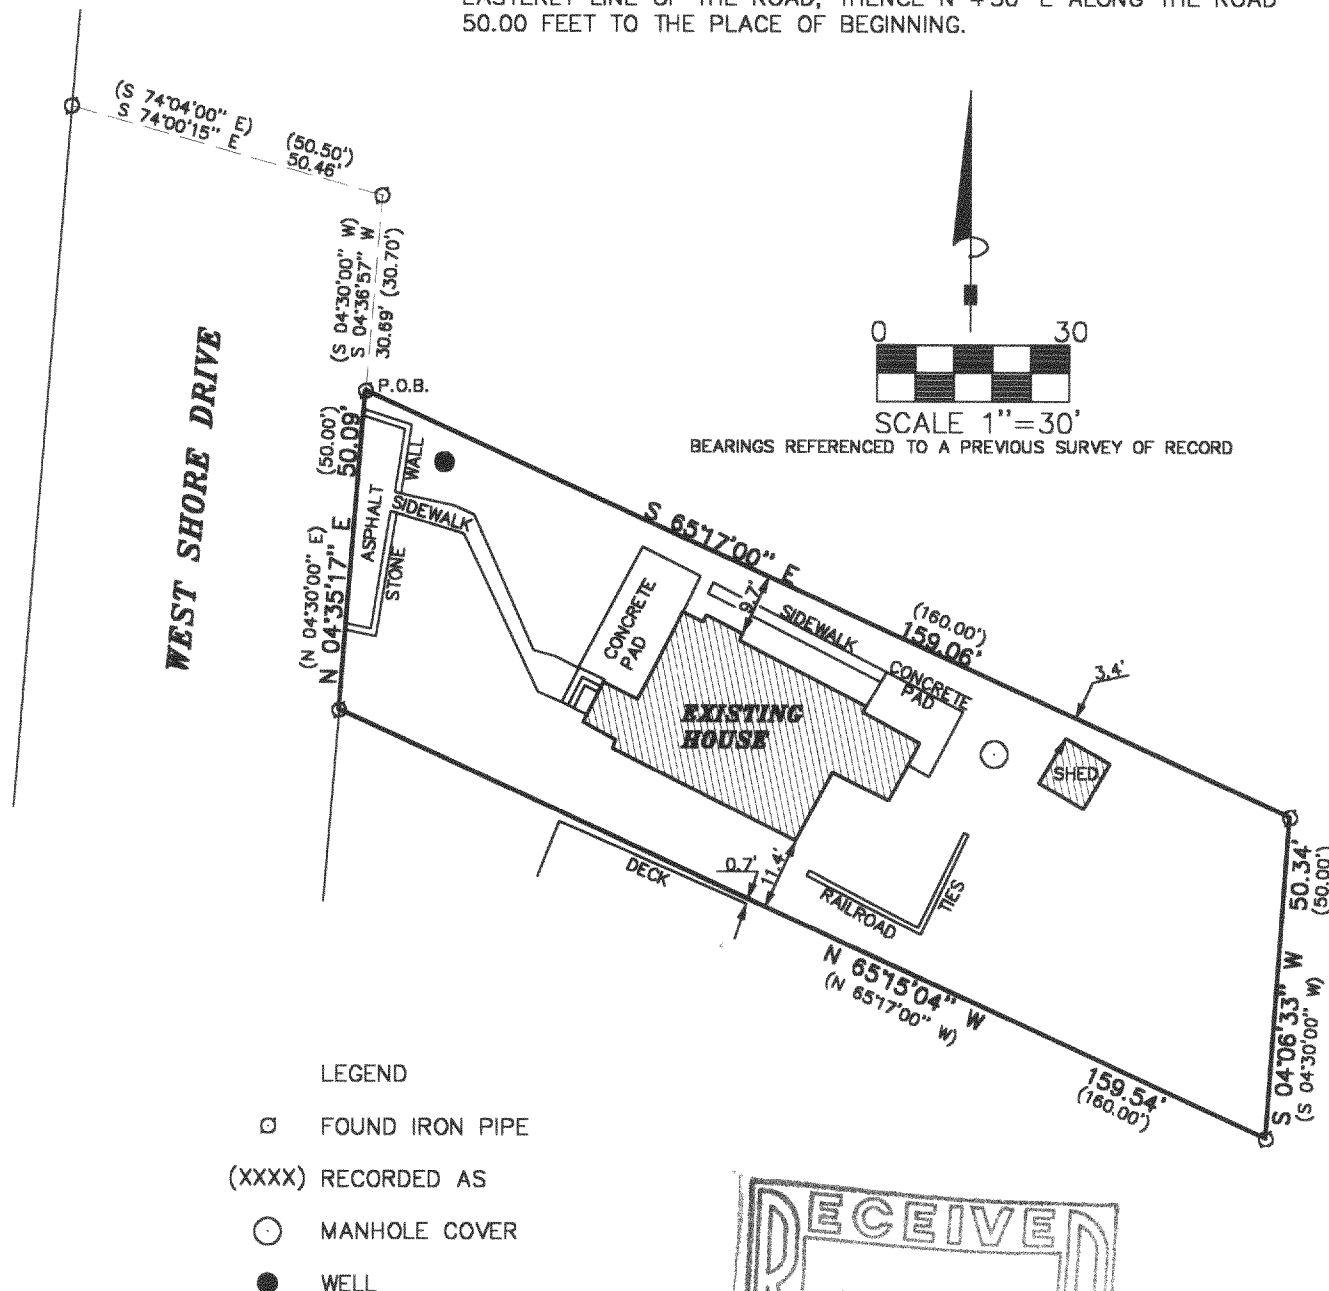 EASTERLY LINE OF THE ROAD; THENCE N 4°30' E ALONG THE ROAD
50.00 FEET TO THE PLACE OF BEGINNING.
(S 74°04'00" E)
S 74°00'15" E
(50.50')
50.46'
(S 04°30'00" W)
S 04°36'57" W
30.69' (30.70')
0 30
SCALE 1"=30'
BEARINGS REFERENCED TO A PREVIOUS SURVEY OF RECORD
WEST SHORE DRIVE
P.O.B.
(50.00')
50.09'
(N 04°30'00" E)
N 04°35'17" E
ASPHALT
WALL
STONE
SIDEWALK
S 65°17'00" E
(160.00')
159.06'
CONCRETE
PAD
9.7'
SIDEWALK
CONCRETE
PAD
3.4'
EXISTING
HOUSE
SHED
DECK
0.7'
11.4'
RAILROAD
TIES
50.34'
(50.00')
S 04°06'33" W
(S 04°30'00" W)
N 65°15'04" W
(N 65°17'00" W)
159.54'
(160.00')
LEGEND
FOUND IRON PIPE
(XXXX) RECORDED AS
MANHOLE COVER
WELL
RECEIVED